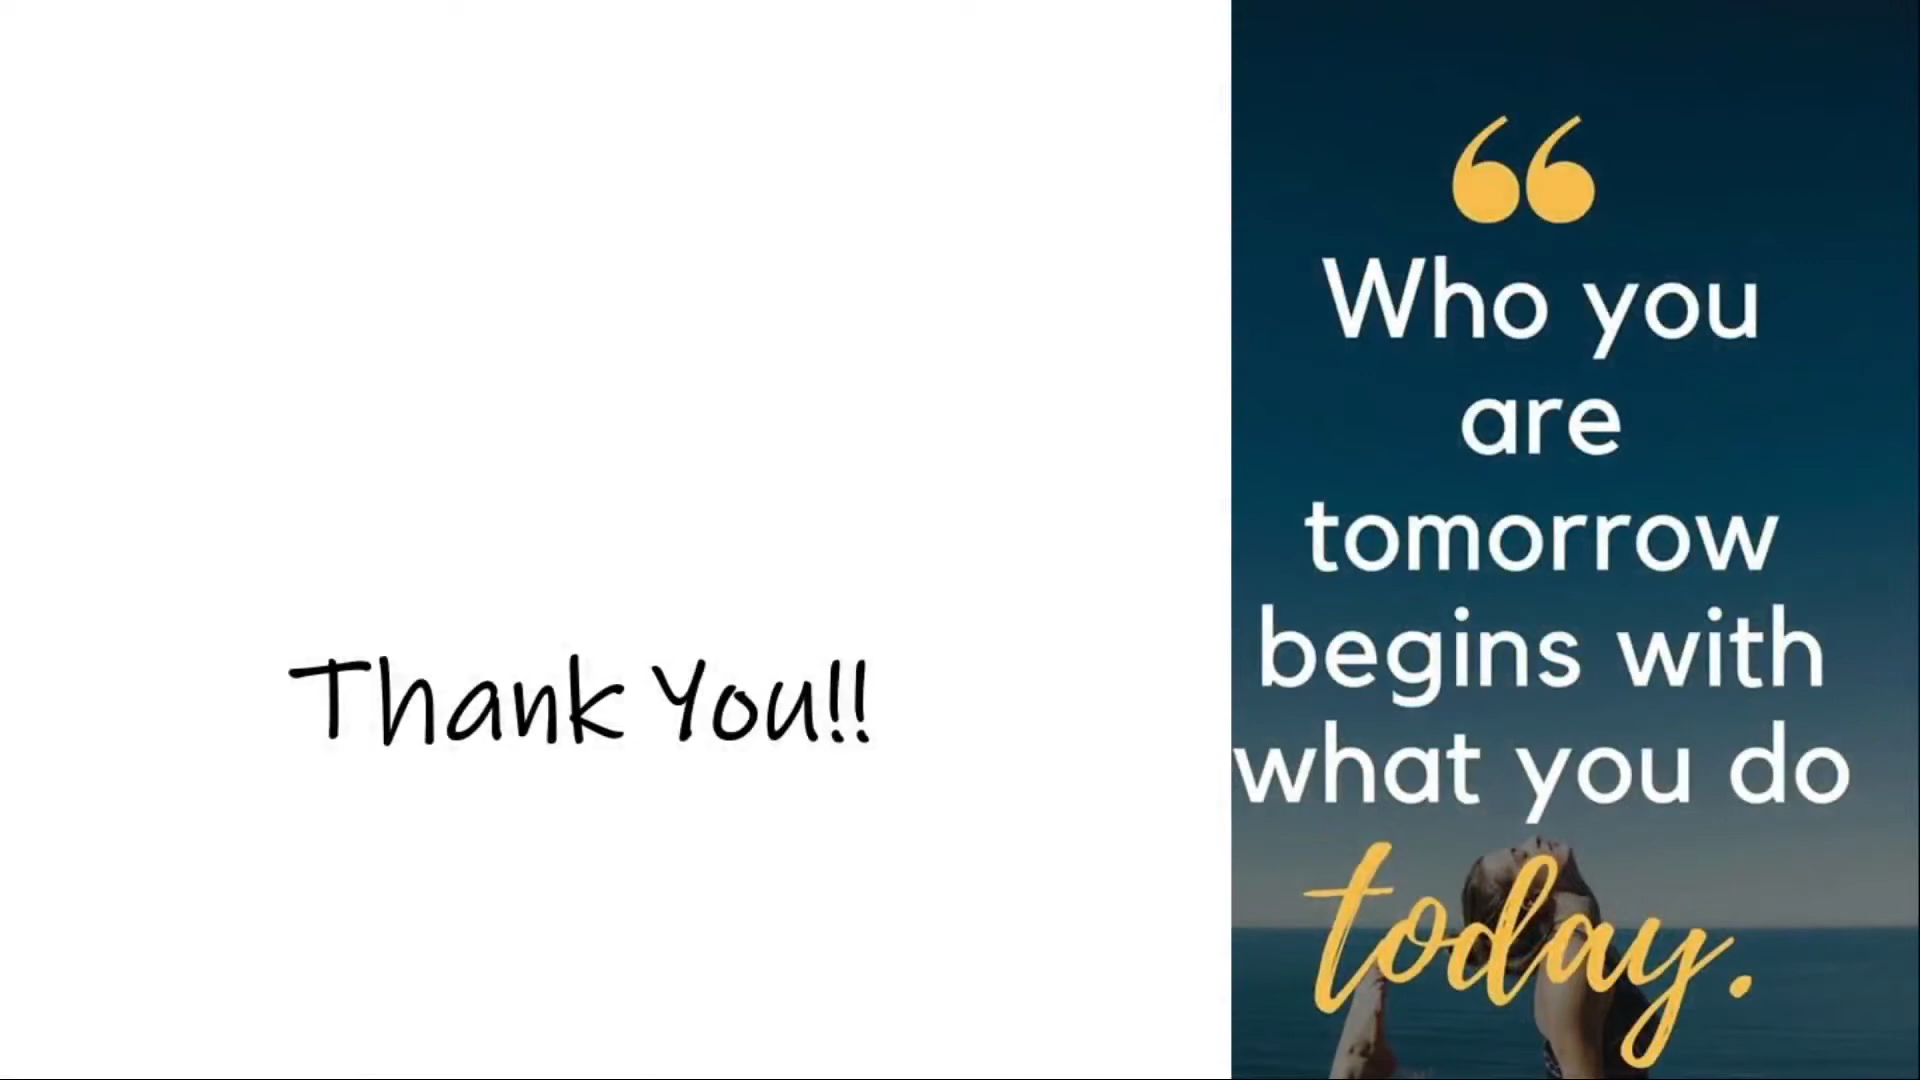 Thank You!!
“
Who you
are
tomorrow
begins with
what you do
today.